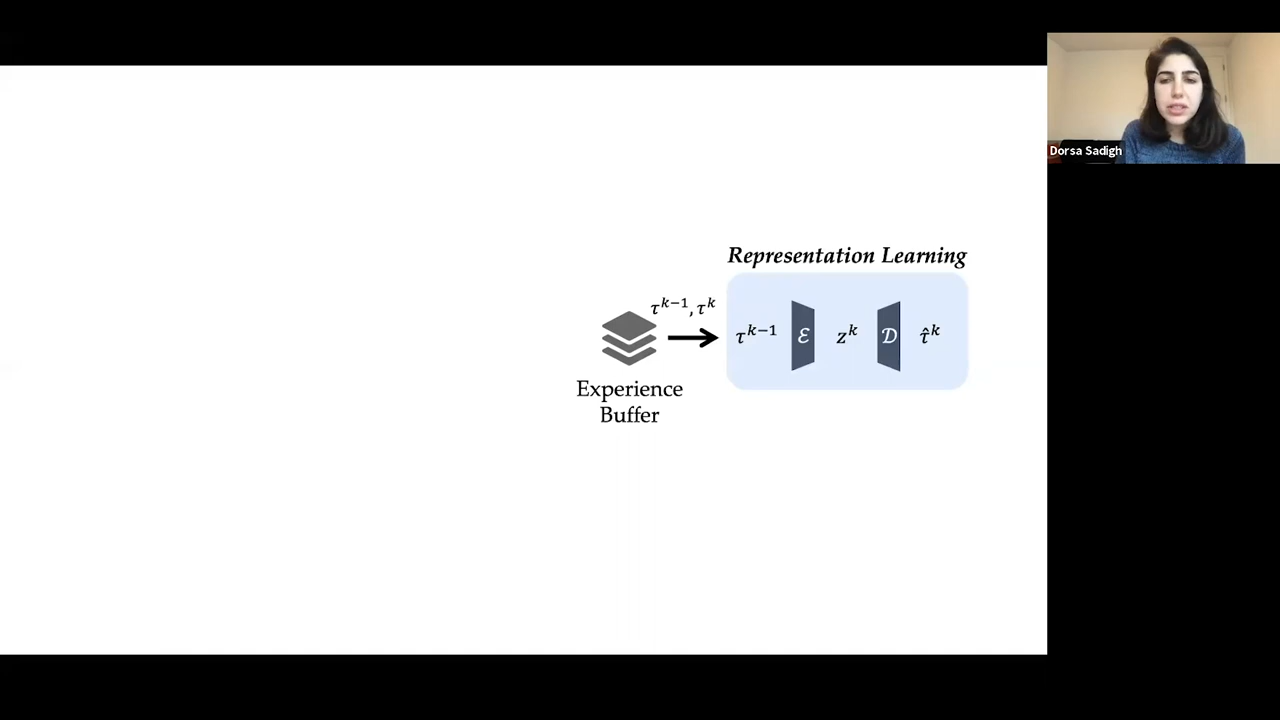 Dorsa Sadigh
Representation Learning
τ^{k−1}, τ^k
τ^{k−1} ℰ z^k 𝒟 τ̂^k
Experience
Buffer